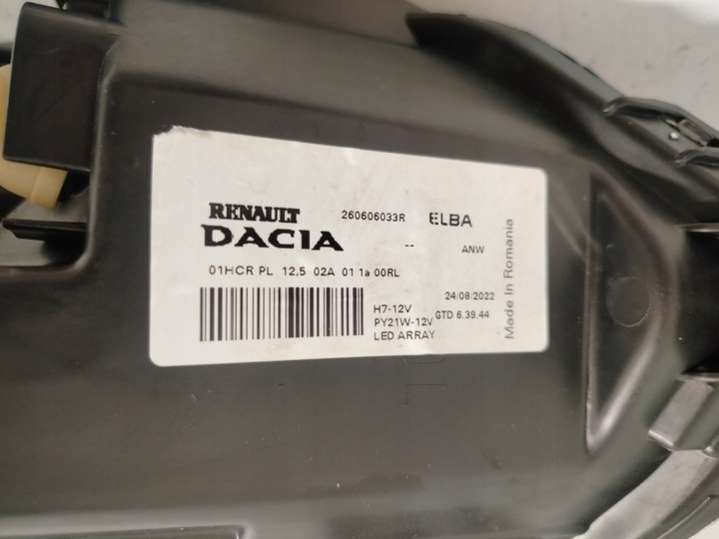 RENAULT 260606033R ELBA
DACIA -- ANW
01HCR PL 12.5 02A 01 1a 00RL
24/08/2022
H7-12V
PY21W-12V GTD 6.39.44
LED ARRAY
Made In Romania